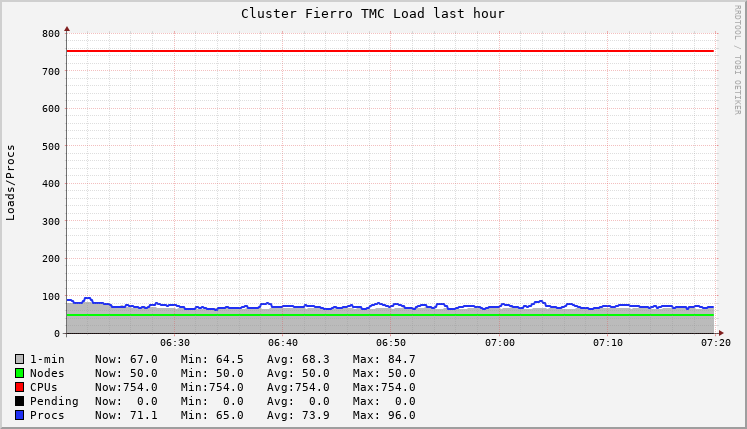 Cluster Fierro TMC Load last hour
RRDTOOL / TOBI OETIKER
Loads/Procs
800
700
600
500
400
300
200
100
0
06:30 06:40 06:50 07:00 07:10 07:20
1-min Now: 67.0 Min: 64.5 Avg: 68.3 Max: 84.7
Nodes Now: 50.0 Min: 50.0 Avg: 50.0 Max: 50.0
CPUs Now:754.0 Min:754.0 Avg:754.0 Max:754.0
Pending Now: 0.0 Min: 0.0 Avg: 0.0 Max: 0.0
Procs Now: 71.1 Min: 65.0 Avg: 73.9 Max: 96.0